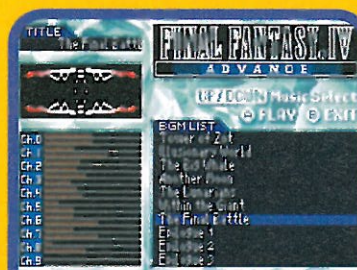 TITLE
The Final Battle
FINAL FANTASY IV
ADVANCE
UP/DOWN Music Select
A PLAY B EXIT
BGM LIST
Tower of Zot
World
The Big Whale
Another Moon
The Lunarians
Within the Giant
The Final Battle
Epilogue 1
Epilogue 2
Epilogue 3
Ch.0
Ch.1
Ch.2
Ch.3
Ch.4
Ch.5
Ch.6
Ch.7
Ch.8
Ch.9